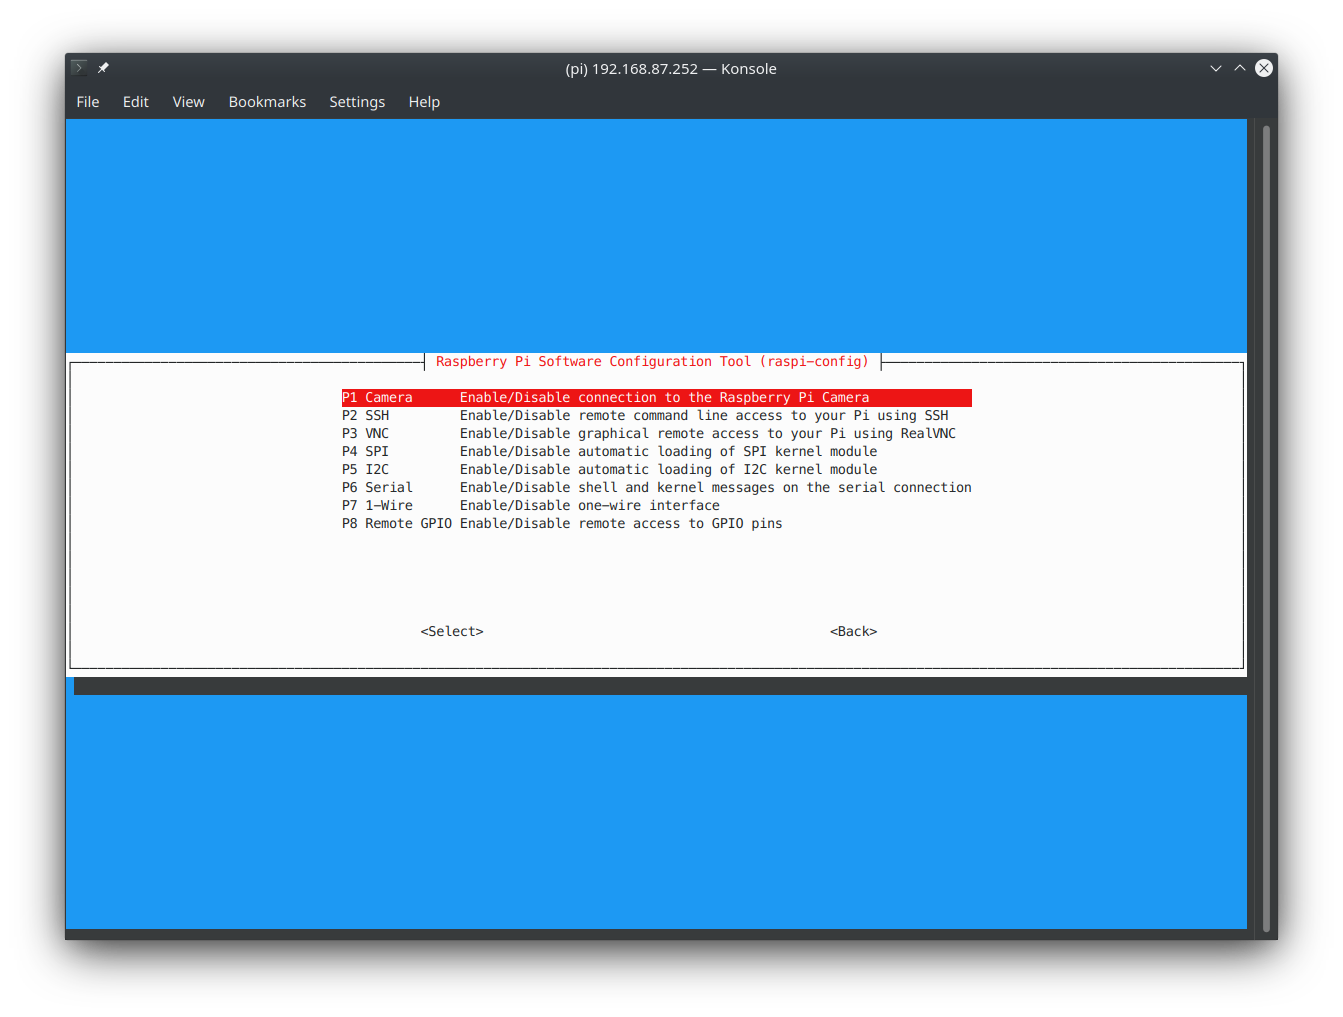 (pi) 192.168.87.252 — Konsole
File Edit View Bookmarks Settings Help
Raspberry Pi Software Configuration Tool (raspi-config)
P1 Camera Enable/Disable connection to the Raspberry Pi Camera
P2 SSH Enable/Disable remote command line access to your Pi using SSH
P3 VNC Enable/Disable graphical remote access to your Pi using RealVNC
P4 SPI Enable/Disable automatic loading of SPI kernel module
P5 I2C Enable/Disable automatic loading of I2C kernel module
P6 Serial Enable/Disable shell and kernel messages on the serial connection
P7 1-Wire Enable/Disable one-wire interface
P8 Remote GPIO Enable/Disable remote access to GPIO pins
<Select> <Back>